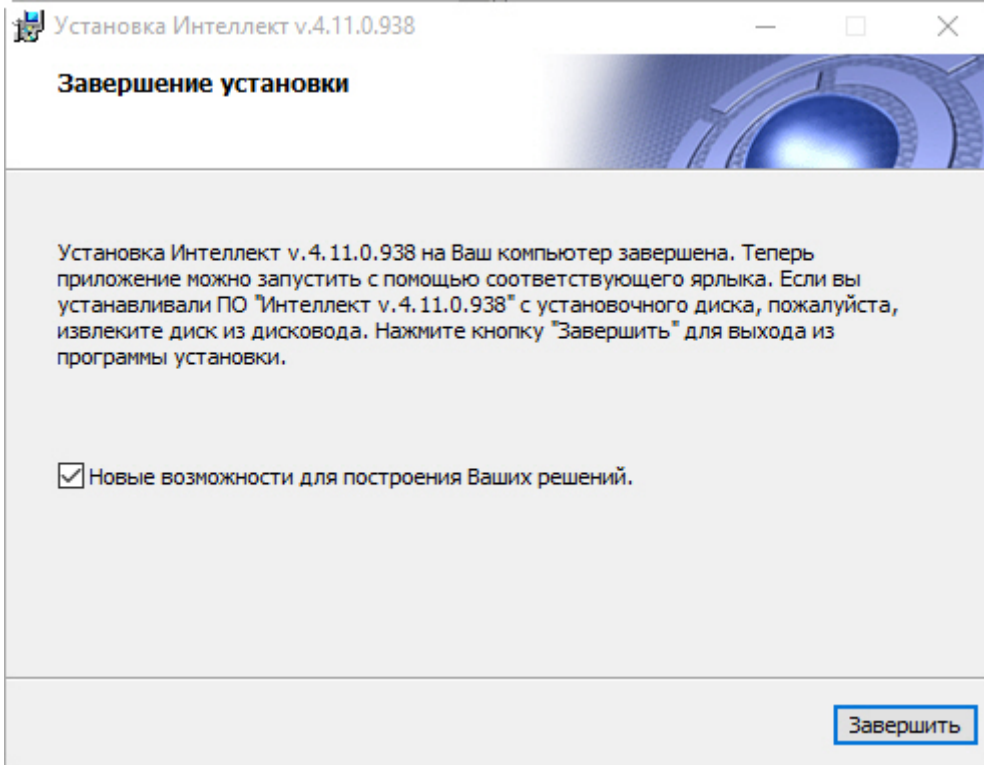 Установка Интеллект v.4.11.0.938
Завершение установки
Установка Интеллект v.4.11.0.938 на Ваш компьютер завершена. Теперь
приложение можно запустить с помощью соответствующего ярлыка. Если вы
устанавливали ПО "Интеллект v.4.11.0.938" с установочного диска, пожалуйста,
извлеките диск из дисковода. Нажмите кнопку "Завершить" для выхода из
программы установки.
Новые возможности для построения Ваших решений.
Завершить